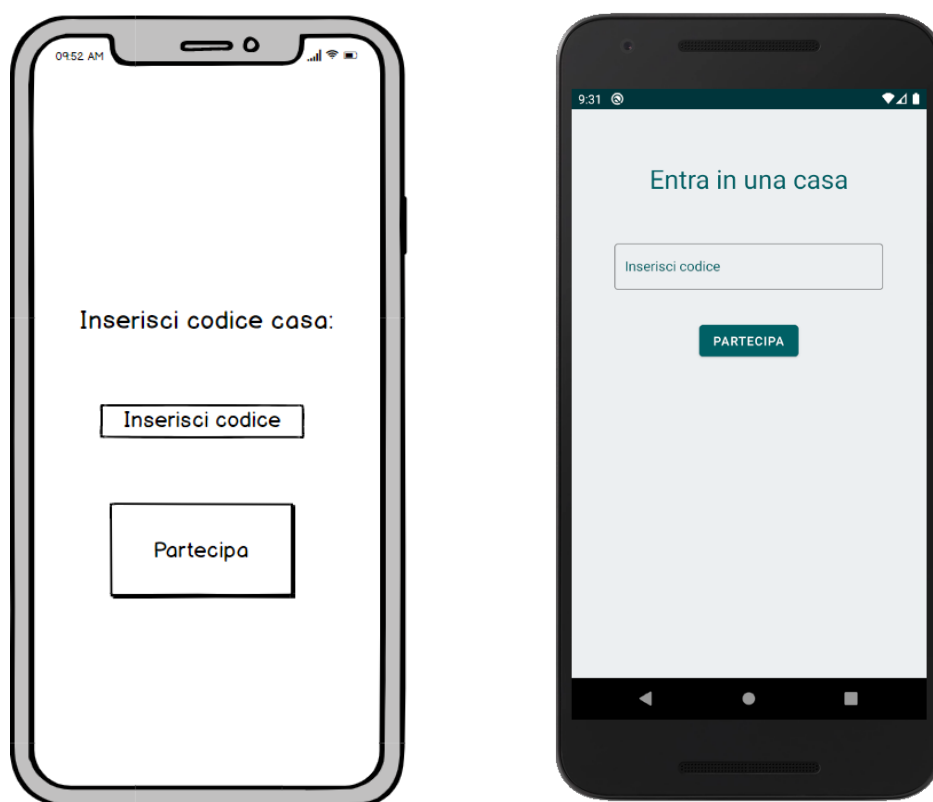 09:52 AM
Inserisci codice casa:
Inserisci codice
Partecipa
9:31
Entra in una casa
Inserisci codice
PARTECIPA